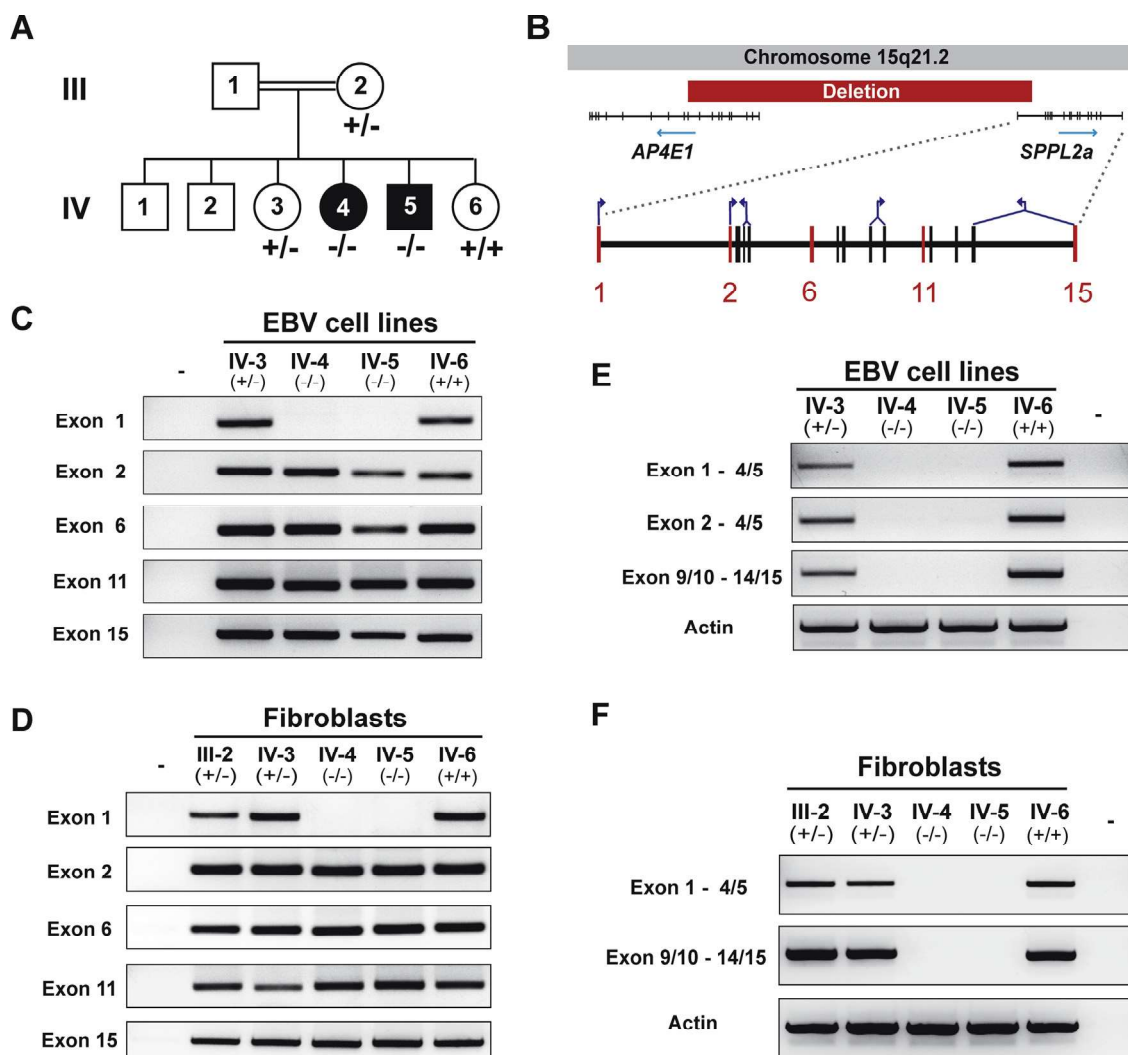 A
III
1
2
+/-
IV
1
2
3
4
5
6
+/-
-/-
-/-
+/+
B
Chromosome 15q21.2
Deletion
AP4E1
SPPL2a
1
2
6
11
15
C
EBV cell lines
-
IV-3
IV-4
IV-5
IV-6
(+/-)
(-/-)
(-/-)
(+/+)
Exon 1
Exon 2
Exon 6
Exon 11
Exon 15
D
Fibroblasts
-
III-2
IV-3
IV-4
IV-5
IV-6
(+/-)
(+/-)
(-/-)
(-/-)
(+/+)
Exon 1
Exon 2
Exon 6
Exon 11
Exon 15
E
EBV cell lines
IV-3
IV-4
IV-5
IV-6
-
(+/-)
(-/-)
(-/-)
(+/+)
Exon 1 - 4/5
Exon 2 - 4/5
Exon 9/10 - 14/15
Actin
F
Fibroblasts
III-2
IV-3
IV-4
IV-5
IV-6
-
(+/-)
(+/-)
(-/-)
(-/-)
(+/+)
Exon 1 - 4/5
Exon 9/10 - 14/15
Actin